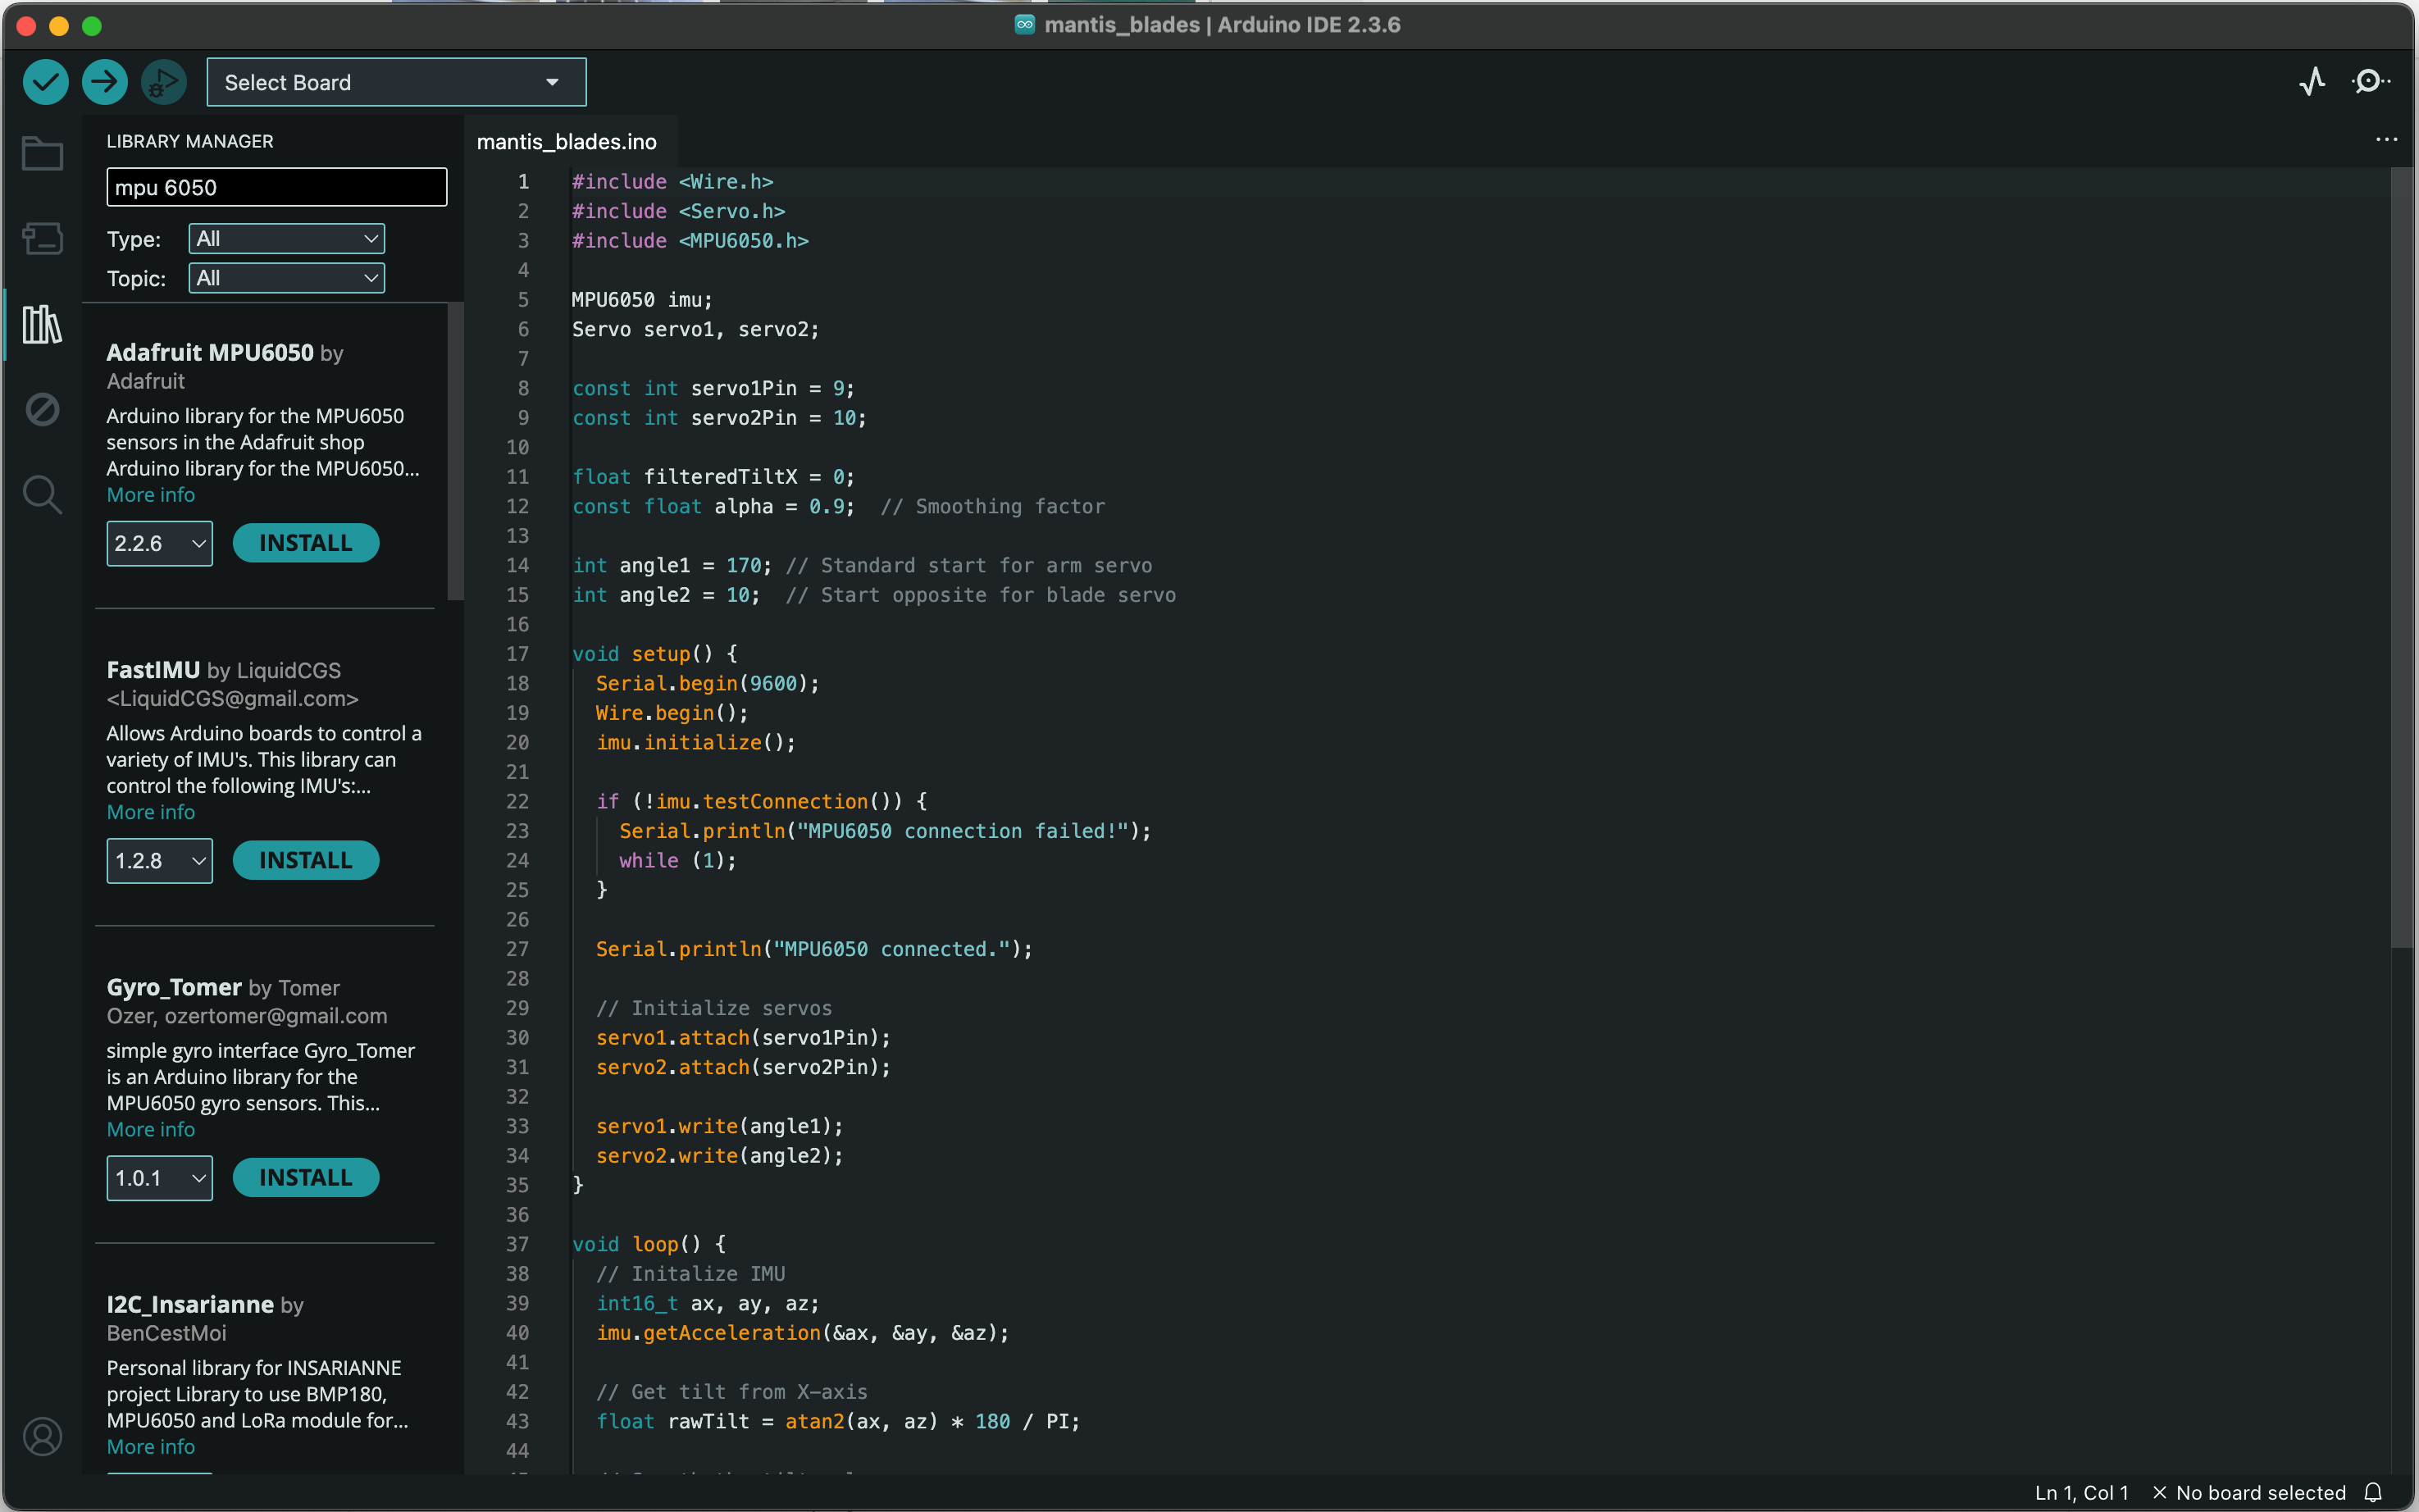 mantis_blades | Arduino IDE 2.3.6
Select Board
LIBRARY MANAGER
mpu 6050
Type: All
Topic: All
Adafruit MPU6050 by
Adafruit
Arduino library for the MPU6050
sensors in the Adafruit shop
Arduino library for the MPU6050...
More info
2.2.6 INSTALL
FastIMU by LiquidCGS
<LiquidCGS@gmail.com>
Allows Arduino boards to control a
variety of IMU's. This library can
control the following IMU's:...
More info
1.2.8 INSTALL
Gyro_Tomer by Tomer
Ozer, ozertomer@gmail.com
simple gyro interface Gyro_Tomer
is an Arduino library for the
MPU6050 gyro sensors. This...
More info
1.0.1 INSTALL
I2C_Insarianne by
BenCestMoi
Personal library for INSARIANNE
project Library to use BMP180,
MPU6050 and LoRa module for...
More info
mantis_blades.ino
1 #include <Wire.h>
2 #include <Servo.h>
3 #include <MPU6050.h>
4
5 MPU6050 imu;
6 Servo servo1, servo2;
7
8 const int servo1Pin = 9;
9 const int servo2Pin = 10;
10
11 float filteredTiltX = 0;
12 const float alpha = 0.9;  // Smoothing factor
13
14 int angle1 = 170; // Standard start for arm servo
15 int angle2 = 10;  // Start opposite for blade servo
16
17 void setup() {
18   Serial.begin(9600);
19   Wire.begin();
20   imu.initialize();
21
22   if (!imu.testConnection()) {
23     Serial.println("MPU6050 connection failed!");
24     while (1);
25   }
26
27   Serial.println("MPU6050 connected.");
28
29   // Initialize servos
30   servo1.attach(servo1Pin);
31   servo2.attach(servo2Pin);
32
33   servo1.write(angle1);
34   servo2.write(angle2);
35 }
36
37 void loop() {
38   // Initalize IMU
39   int16_t ax, ay, az;
40   imu.getAcceleration(&ax, &ay, &az);
41
42   // Get tilt from X-axis
43   float rawTilt = atan2(ax, az) * 180 / PI;
44
Ln 1, Col 1 × No board selected